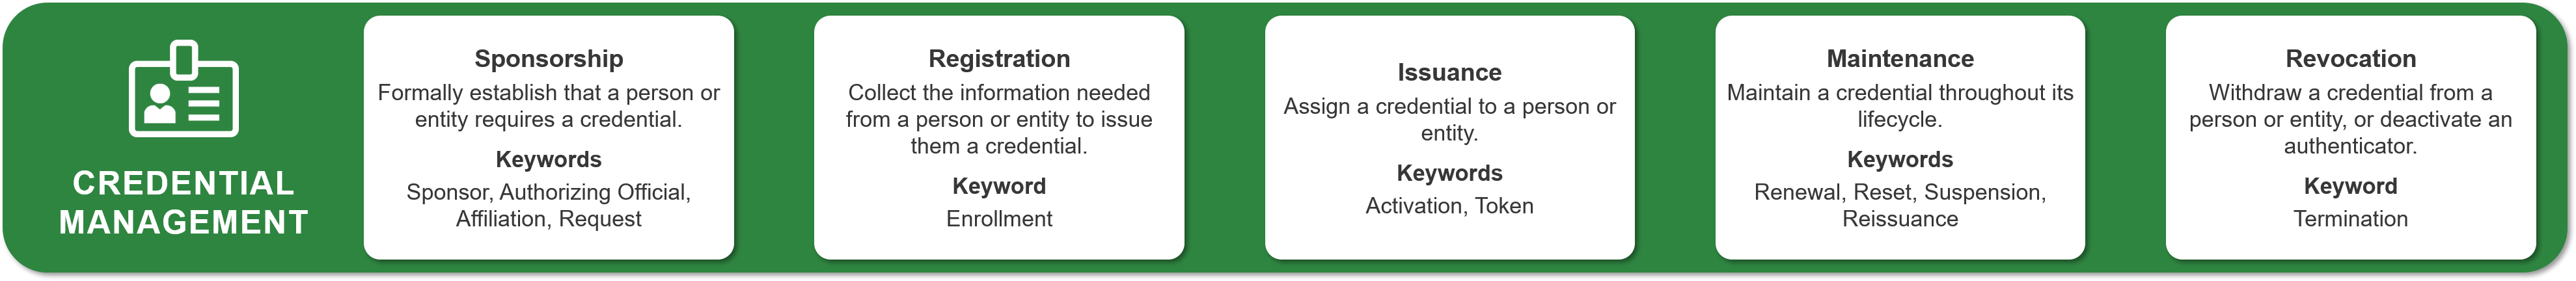 CREDENTIAL
MANAGEMENT
Sponsorship
Formally establish that a person or
entity requires a credential.
Keywords
Sponsor, Authorizing Official,
Affiliation, Request
Registration
Collect the information needed
from a person or entity to issue
them a credential.
Keyword
Enrollment
Issuance
Assign a credential to a person or
entity.
Keywords
Activation, Token
Maintenance
Maintain a credential throughout its
lifecycle.
Keywords
Renewal, Reset, Suspension,
Reissuance
Revocation
Withdraw a credential from a
person or entity, or deactivate an
authenticator.
Keyword
Termination